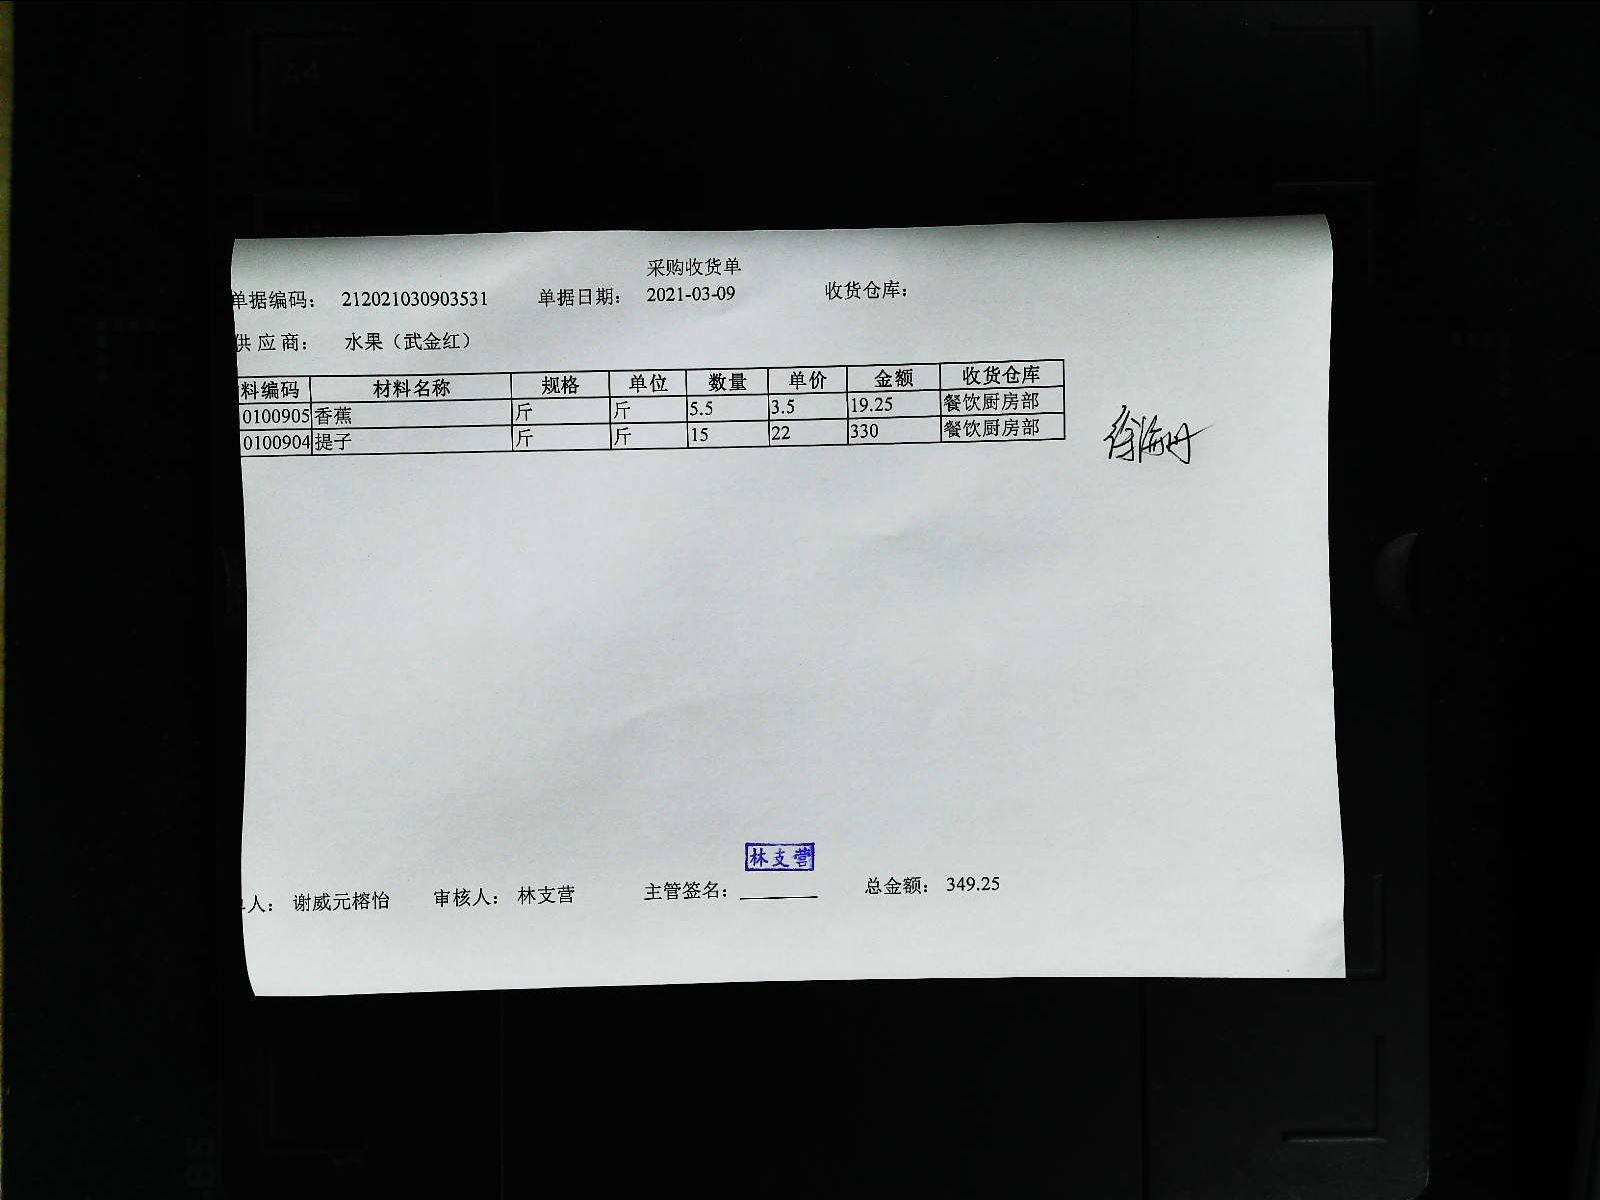 采购收货单
单据编码： 212021030903531 单据日期： 2021-03-09 收货仓库：
供应商： 水果（武金红）
料编码 材料名称 规格 单位 数量 单价 金额 收货仓库
0100905 香蕉 斤 斤 5.5 3.5 19.25 餐饮厨房部
0100904 提子 斤 斤 15 22 330 餐饮厨房部
林支营
人： 谢威元榕怡 审核人： 林支营 主管签名： 总金额： 349.25